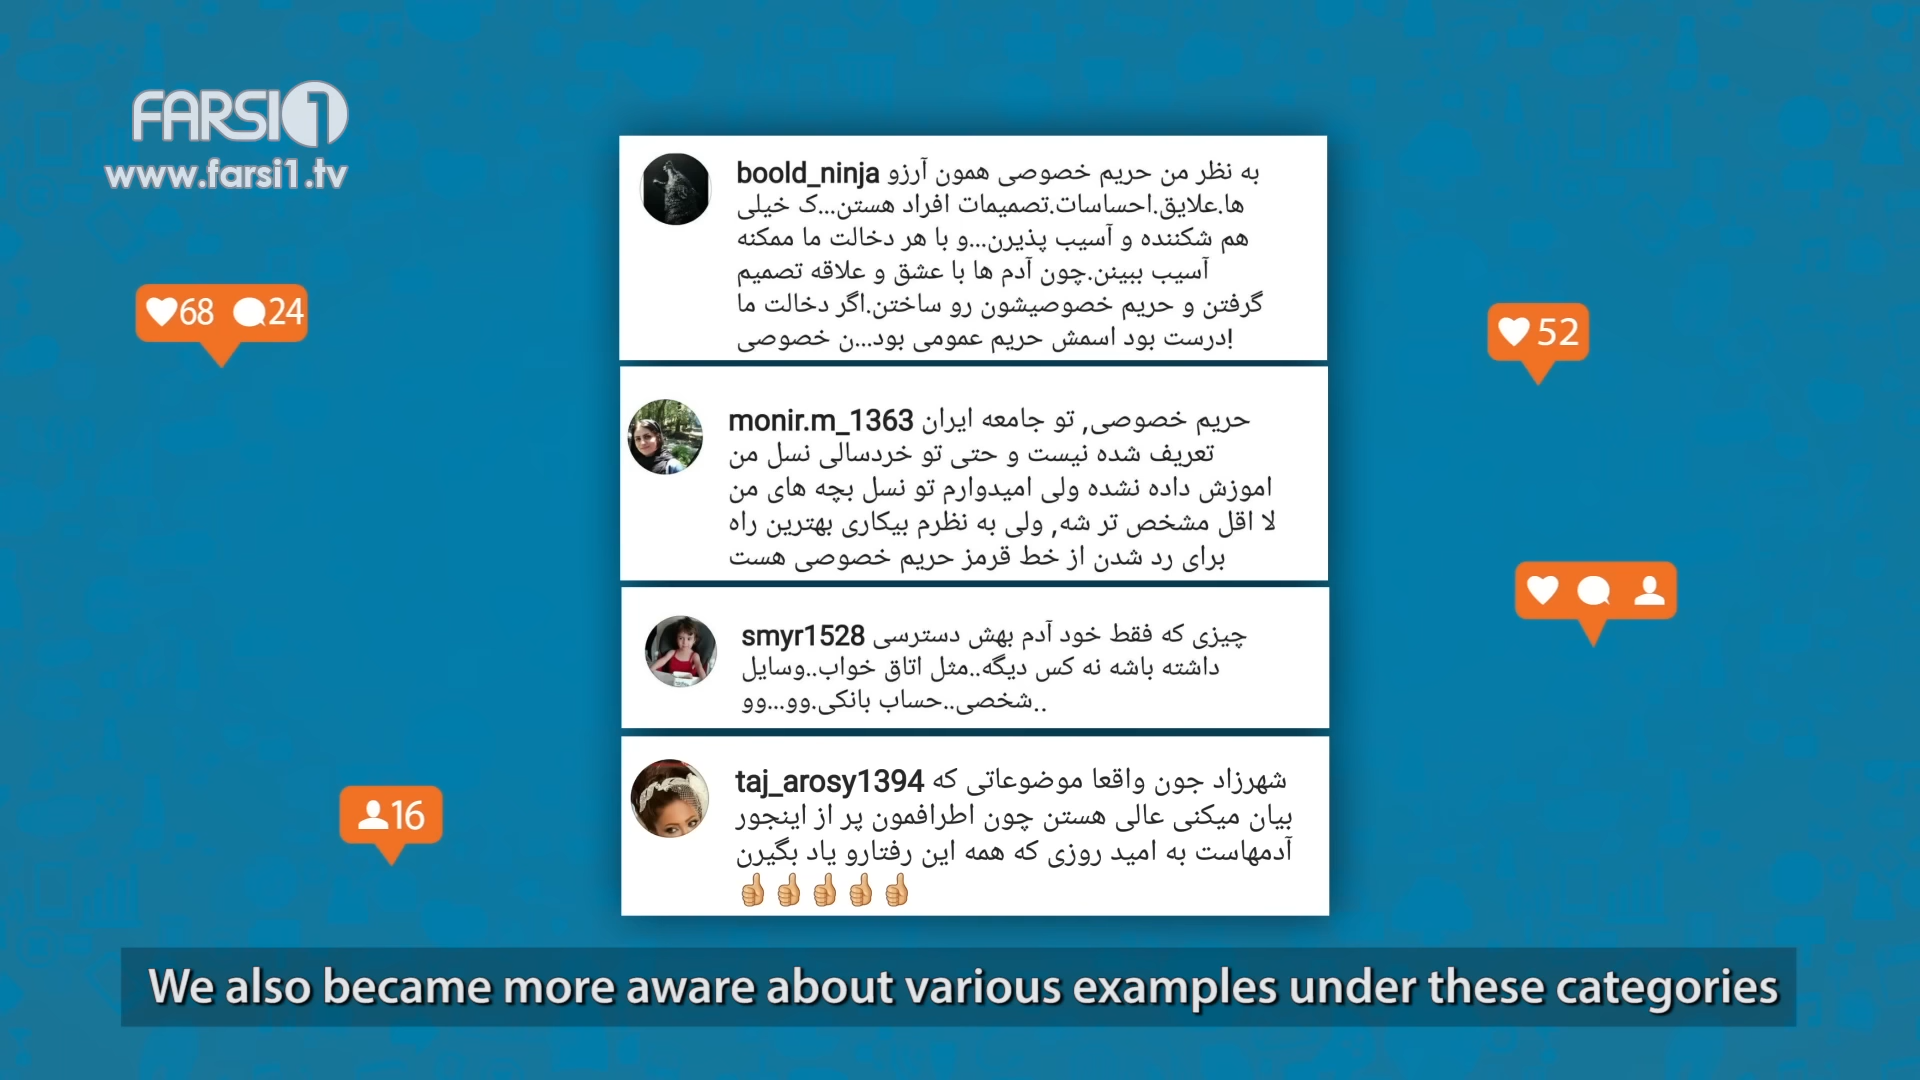 FARSI1
www.farsi1.tv
68 24
52
16
boold_ninja به نظر من حریم خصوصی همون آرزو
ها.علایق.احساسات.تصمیمات افراد هستن...ک خیلی
هم شکننده و آسیب پذیرن...و با هر دخالت ما ممکنه
آسیب ببینن.چون آدم ها با عشق و علاقه تصمیم
گرفتن و حریم خصوصیشون رو ساختن.اگر دخالت ما
درست بود اسمش حریم عمومی بود...ن خصوصی!
monir.m_1363 حریم خصوصی, تو جامعه ایران
تعریف شده نیست و حتی تو خردسالی نسل من
اموزش داده نشده ولی امیدوارم تو نسل بچه های من
لا اقل مشخص تر شه, ولی به نظرم بیکاری بهترین راه
برای رد شدن از خط قرمز حریم خصوصی هست
smyr1528 چیزی که فقط خود آدم بهش دسترسی
داشته باشه نه کس دیگه..مثل اتاق خواب..وسایل
شخصی..حساب بانکی.وو...وو..
taj_arosy1394 شهرزاد جون واقعا موضوعاتی که
بیان میکنی عالی هستن چون اطرافمون پر از اینجور
آدمهاست به امید روزی که همه این رفتارو یاد بگیرن
👍👍👍👍👍
We also became more aware about various examples under these categories